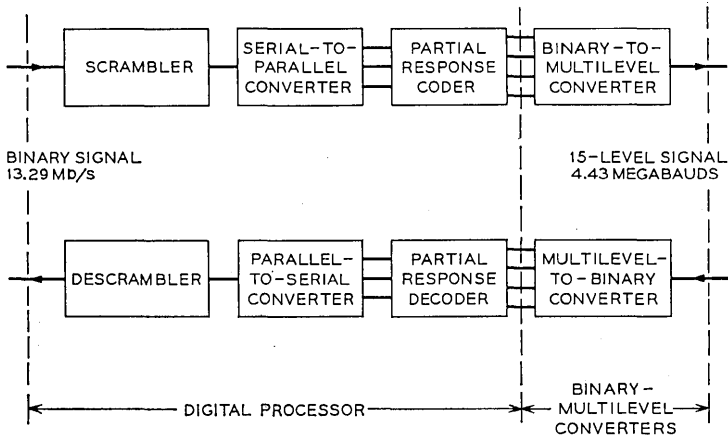 SCRAMBLER
SERIAL-TO-
PARALLEL
CONVERTER
PARTIAL
RESPONSE
CODER
BINARY-TO-
MULTILEVEL
CONVERTER
BINARY SIGNAL
13.29 MD/S
15-LEVEL SIGNAL
4.43 MEGABAUDS
DESCRAMBLER
PARALLEL-
TO-SERIAL
CONVERTER
PARTIAL
RESPONSE
DECODER
MULTILEVEL-
TO-BINARY
CONVERTER
DIGITAL PROCESSOR
BINARY-
MULTILEVEL
CONVERTERS